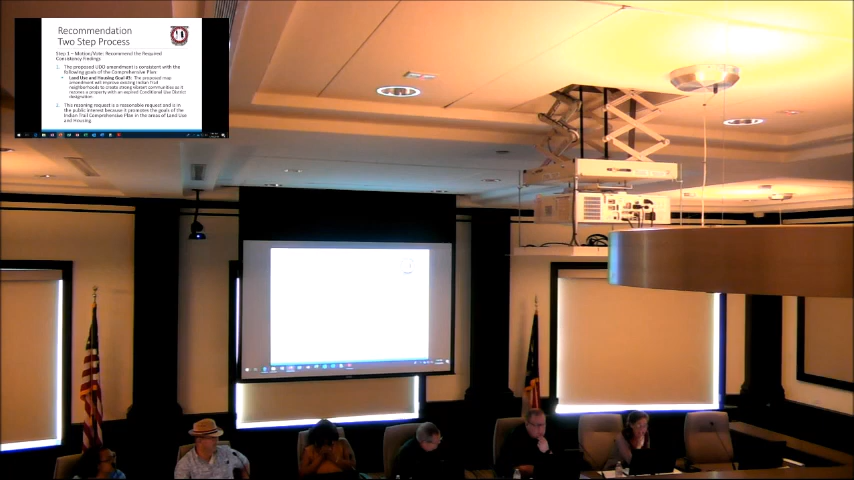 Recommendation
Two Step Process
Step 1 – Motion/Vote: Recommend the Required
Consistency Findings
1. The proposed UDO amendment is consistent with the
following goals of the Comprehensive Plan:
• Land Use and Housing Goal #3: The proposed map
amendment will improve existing Indian Trail
neighborhoods to create strong vibrant communities as it
rezones a property with an expired Conditional Use District
designation.
2. This rezoning request is a reasonable request and is in
the public interest because it promotes the goals of the
Indian Trail Comprehensive Plan in the areas of Land Use
and Housing.